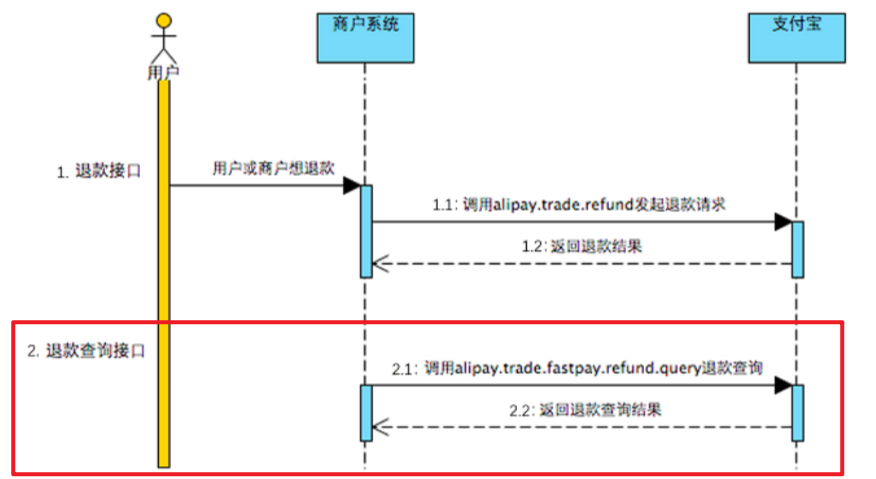 商户系统
支付宝
用户
1. 退款接口
用户或商户想退款
1.1: 调用alipay.trade.refund发起退款请求
1.2: 返回退款结果
2. 退款查询接口
2.1: 调用alipay.trade.fastpay.refund.query退款查询
2.2: 返回退款查询结果